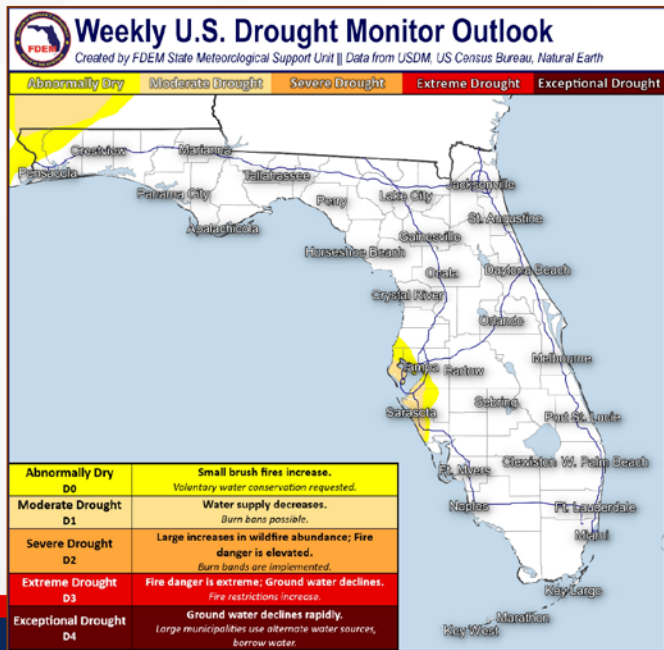 FDEM
Weekly U.S. Drought Monitor Outlook
Created by FDEM State Meteorological Support Unit || Data from USDM, US Census Bureau, Natural Earth
Abnormally Dry Moderate Drought Severe Drought Extreme Drought Exceptional Drought
Crestview Marianna
Pensacola Tallahassee Jacksonville
Panama City Perry Lake City
Apalachicola St. Augustine
Gainesville
Horseshoe Beach
Ocala Daytona Beach
Crystal River
Orlando
Tampa Bartow Melbourne
Sarasota Sebring Port St. Lucie
Ft. Myers Clewiston W. Palm Beach
Naples Ft. Lauderdale
Miami
Key Largo
Marathon
Key West
Abnormally Dry Small brush fires increase.
D0 Voluntary water conservation requested.
Moderate Drought Water supply decreases.
D1 Burn bans possible.
Severe Drought Large increases in wildfire abundance; Fire
D2 danger is elevated.
Burn bands are implemented.
Extreme Drought Fire danger is extreme; Ground water declines.
D3 Fire restrictions increase.
Exceptional Drought Ground water declines rapidly.
D4 Large municipalities use alternate water sources,
borrow water.